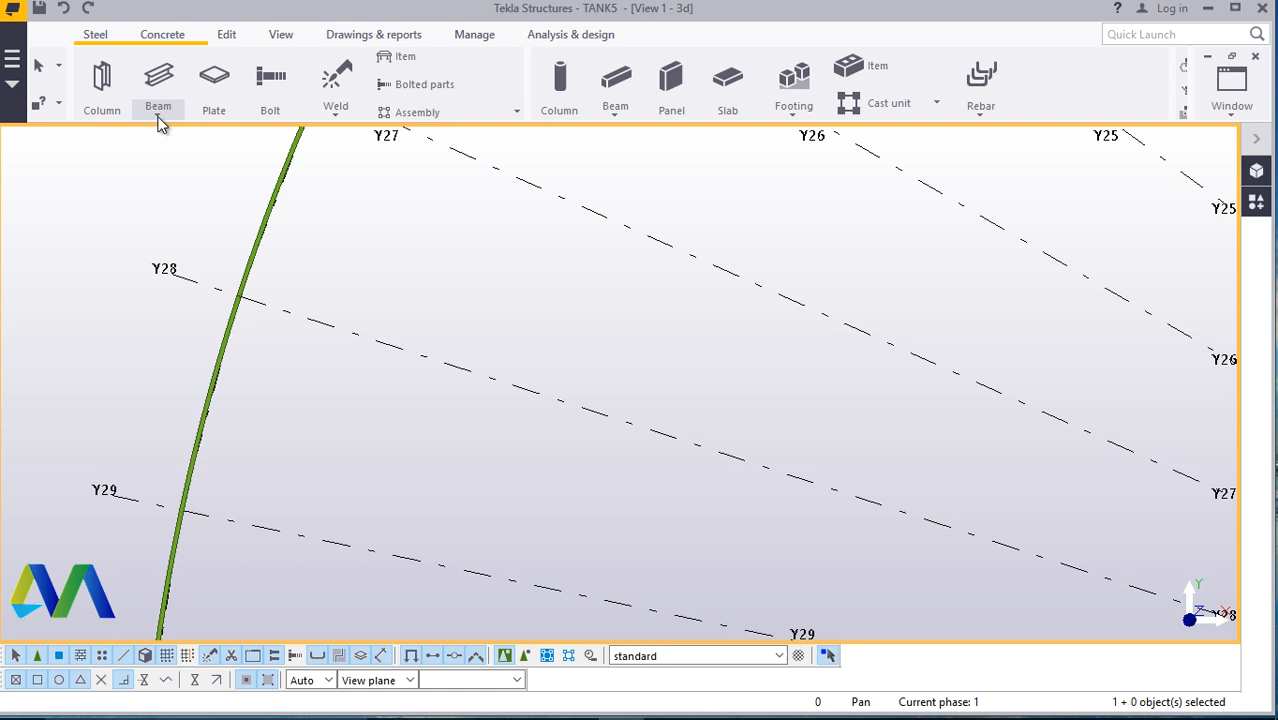 Tekla Structures - TANK5 - [View 1 - 3d]
? Log in
Steel Concrete Edit View Drawings & reports Manage Analysis & design Quick Launch
Column Beam Plate Bolt Weld Item Bolted parts Assembly Column Beam Panel Slab Footing Item Cast unit Rebar Window
Y27 Y26 Y25
Y25
Y28
Y26
Y29 Y27
Y28
Y29
X Y Z
standard
Auto View plane
0 Pan Current phase: 1 1 + 0 object(s) selected